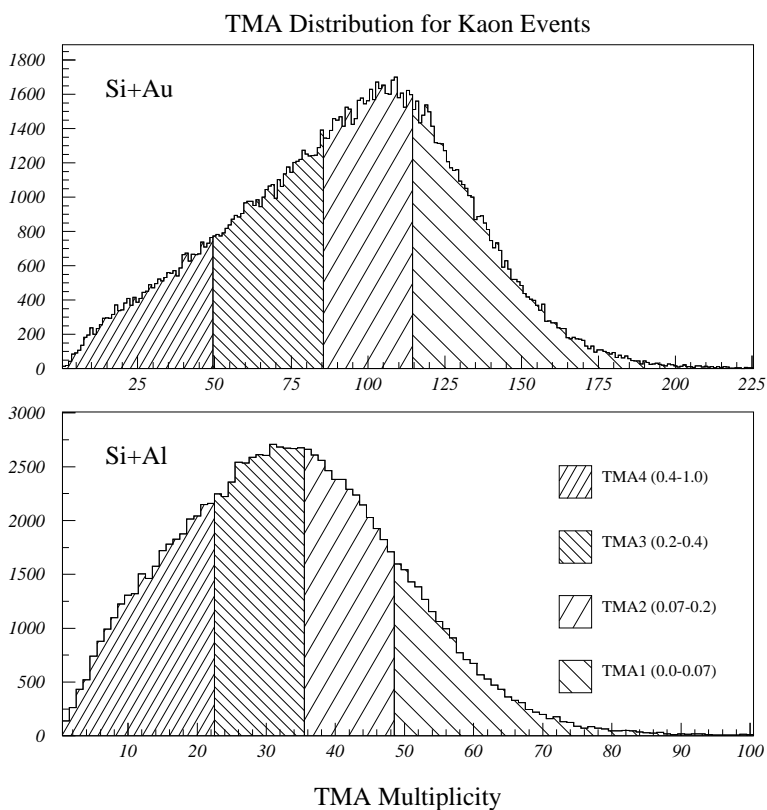 TMA Distribution for Kaon Events
Si+Au
1800
1600
1400
1200
1000
800
600
400
200
0
25 50 75 100 125 150 175 200 225
Si+Al
3000
2500
2000
1500
1000
500
0
TMA4 (0.4-1.0)
TMA3 (0.2-0.4)
TMA2 (0.07-0.2)
TMA1 (0.0-0.07)
10 20 30 40 50 60 70 80 90 100
TMA Multiplicity